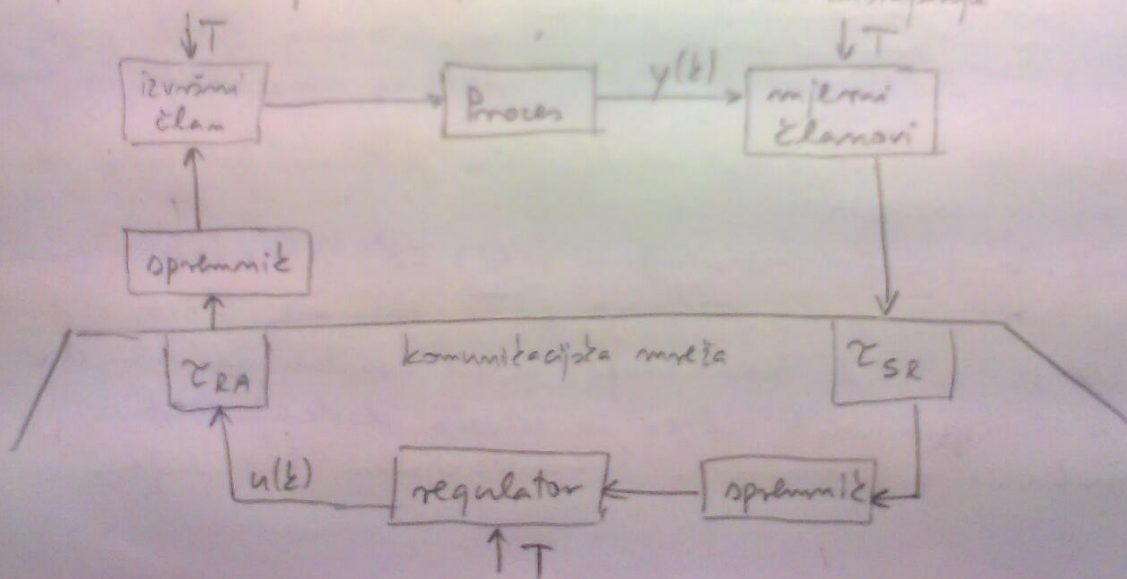 T
T
izvršni
član
Proces
y(k)
mjerni
članovi
spremnik
τRA
komunikacijska mreža
τSR
u(k)
regulator
spremnik
T